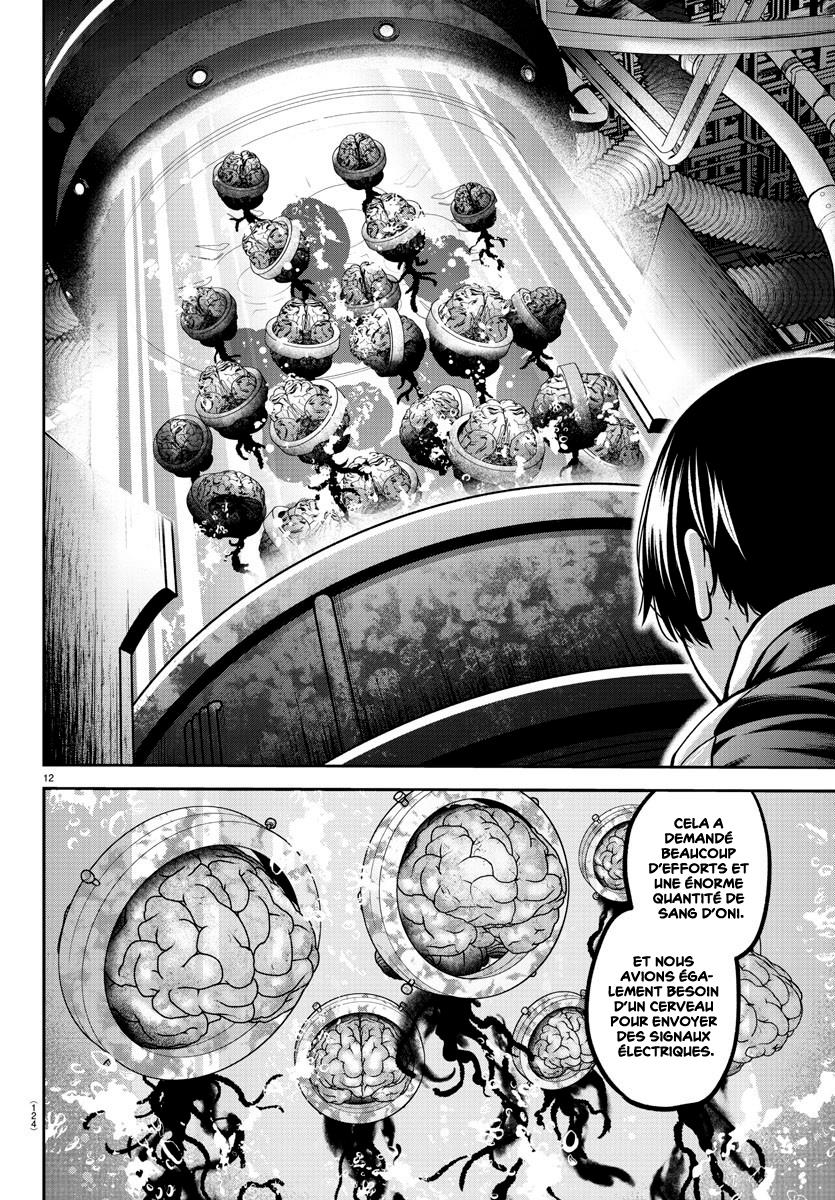 12
CELA A
DEMANDÉ
BEAUCOUP
D'EFFORTS ET
UNE ÉNORME
QUANTITÉ DE
SANG D'ONI.
ET NOUS
AVIONS ÉGA-
LEMENT BESOIN
D'UN CERVEAU
POUR ENVOYER
DES SIGNAUX
ÉLECTRIQUES.
(124)